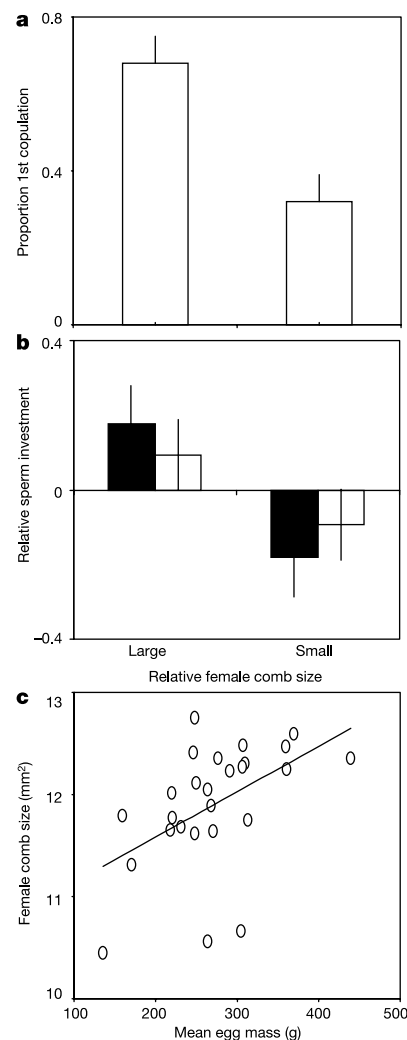 a
0.8
0.4
0
Proportion 1st copulation
b
0.4
0
−0.4
Relative sperm investment
Large Small
Relative female comb size
c
13
12
11
10
Female comb size (mm²)
100 200 300 400 500
Mean egg mass (g)